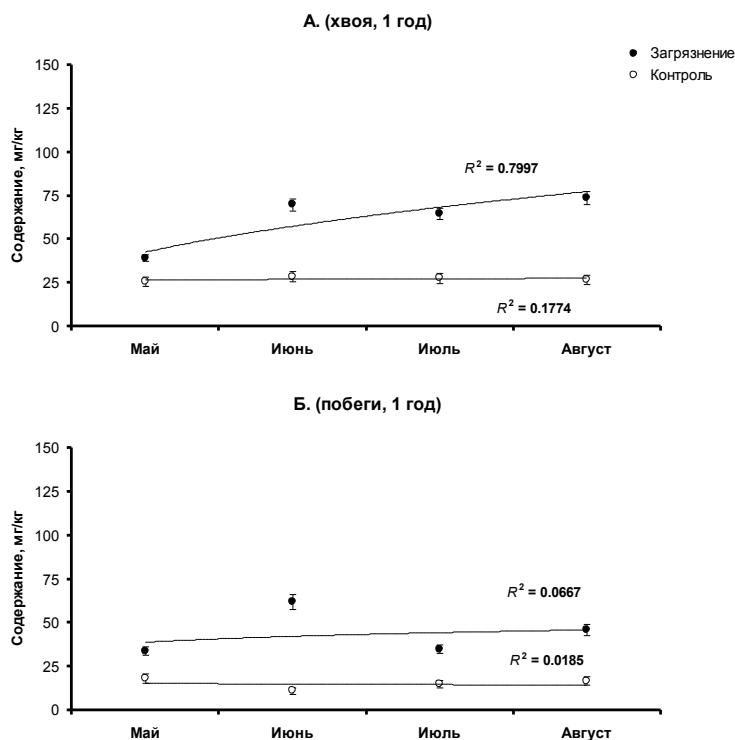 А. (хвоя, 1 год)
Загрязнение
Контроль
Содержание, мг/кг
150
125
100
75
50
25
0
R² = 0.7997
R² = 0.1774
Май Июнь Июль Август
Б. (побеги, 1 год)
Содержание, мг/кг
150
125
100
75
50
25
0
R² = 0.0667
R² = 0.0185
Май Июнь Июль Август